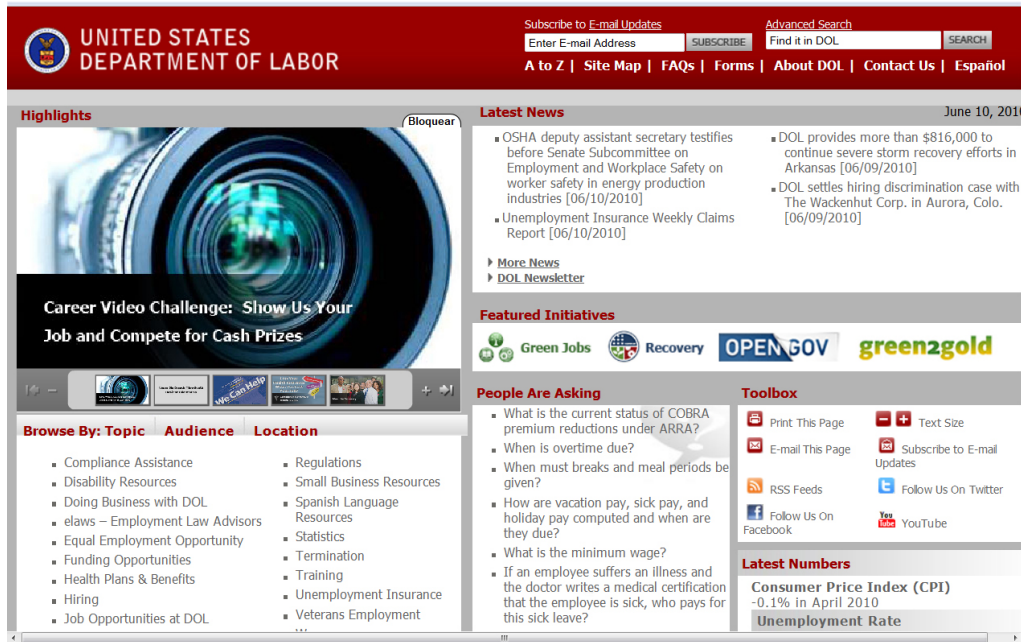 Subscribe to E-mail Updates
Advanced Search
UNITED STATES
DEPARTMENT OF LABOR
Enter E-mail Address SUBSCRIBE
Find it in DOL SEARCH
A to Z | Site Map | FAQs | Forms | About DOL | Contact Us | Español
Highlights
Bloquear
Career Video Challenge: Show Us Your
Job and Compete for Cash Prizes
We Can Help
Browse By: Topic Audience Location
Compliance Assistance
Disability Resources
Doing Business with DOL
elaws – Employment Law Advisors
Equal Employment Opportunity
Funding Opportunities
Health Plans & Benefits
Hiring
Job Opportunities at DOL
Regulations
Small Business Resources
Spanish Language
Resources
Statistics
Termination
Training
Unemployment Insurance
Veterans Employment
Latest News
June 10, 2010
OSHA deputy assistant secretary testifies
before Senate Subcommittee on
Employment and Workplace Safety on
worker safety in energy production
industries [06/10/2010]
Unemployment Insurance Weekly Claims
Report [06/10/2010]
DOL provides more than $816,000 to
continue severe storm recovery efforts in
Arkansas [06/09/2010]
DOL settles hiring discrimination case with
The Wackenhut Corp. in Aurora, Colo.
[06/09/2010]
More News
DOL Newsletter
Featured Initiatives
Green Jobs
Recovery
OPEN GOV
green2gold
People Are Asking
What is the current status of COBRA
premium reductions under ARRA?
When is overtime due?
When must breaks and meal periods be
given?
How are vacation pay, sick pay, and
holiday pay computed and when are
they due?
What is the minimum wage?
If an employee suffers an illness and
the doctor writes a medical certification
that the employee is sick, who pays for
this sick leave?
Toolbox
Print This Page
Text Size
E-mail This Page
Subscribe to E-mail
Updates
RSS Feeds
Follow Us On Twitter
Follow Us On
Facebook
You
Tube YouTube
Latest Numbers
Consumer Price Index (CPI)
-0.1% in April 2010
Unemployment Rate